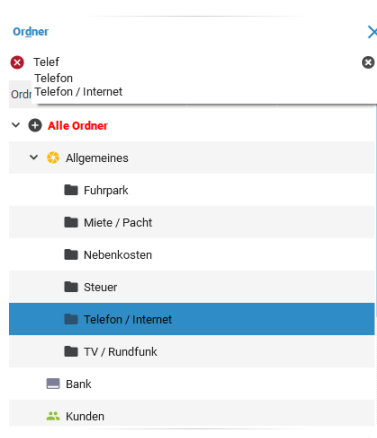 Ordner
Telef
Telefon
Telefon / Internet
Ordr
Alle Ordner
Allgemeines
Fuhrpark
Miete / Pacht
Nebenkosten
Steuer
Telefon / Internet
TV / Rundfunk
Bank
Kunden